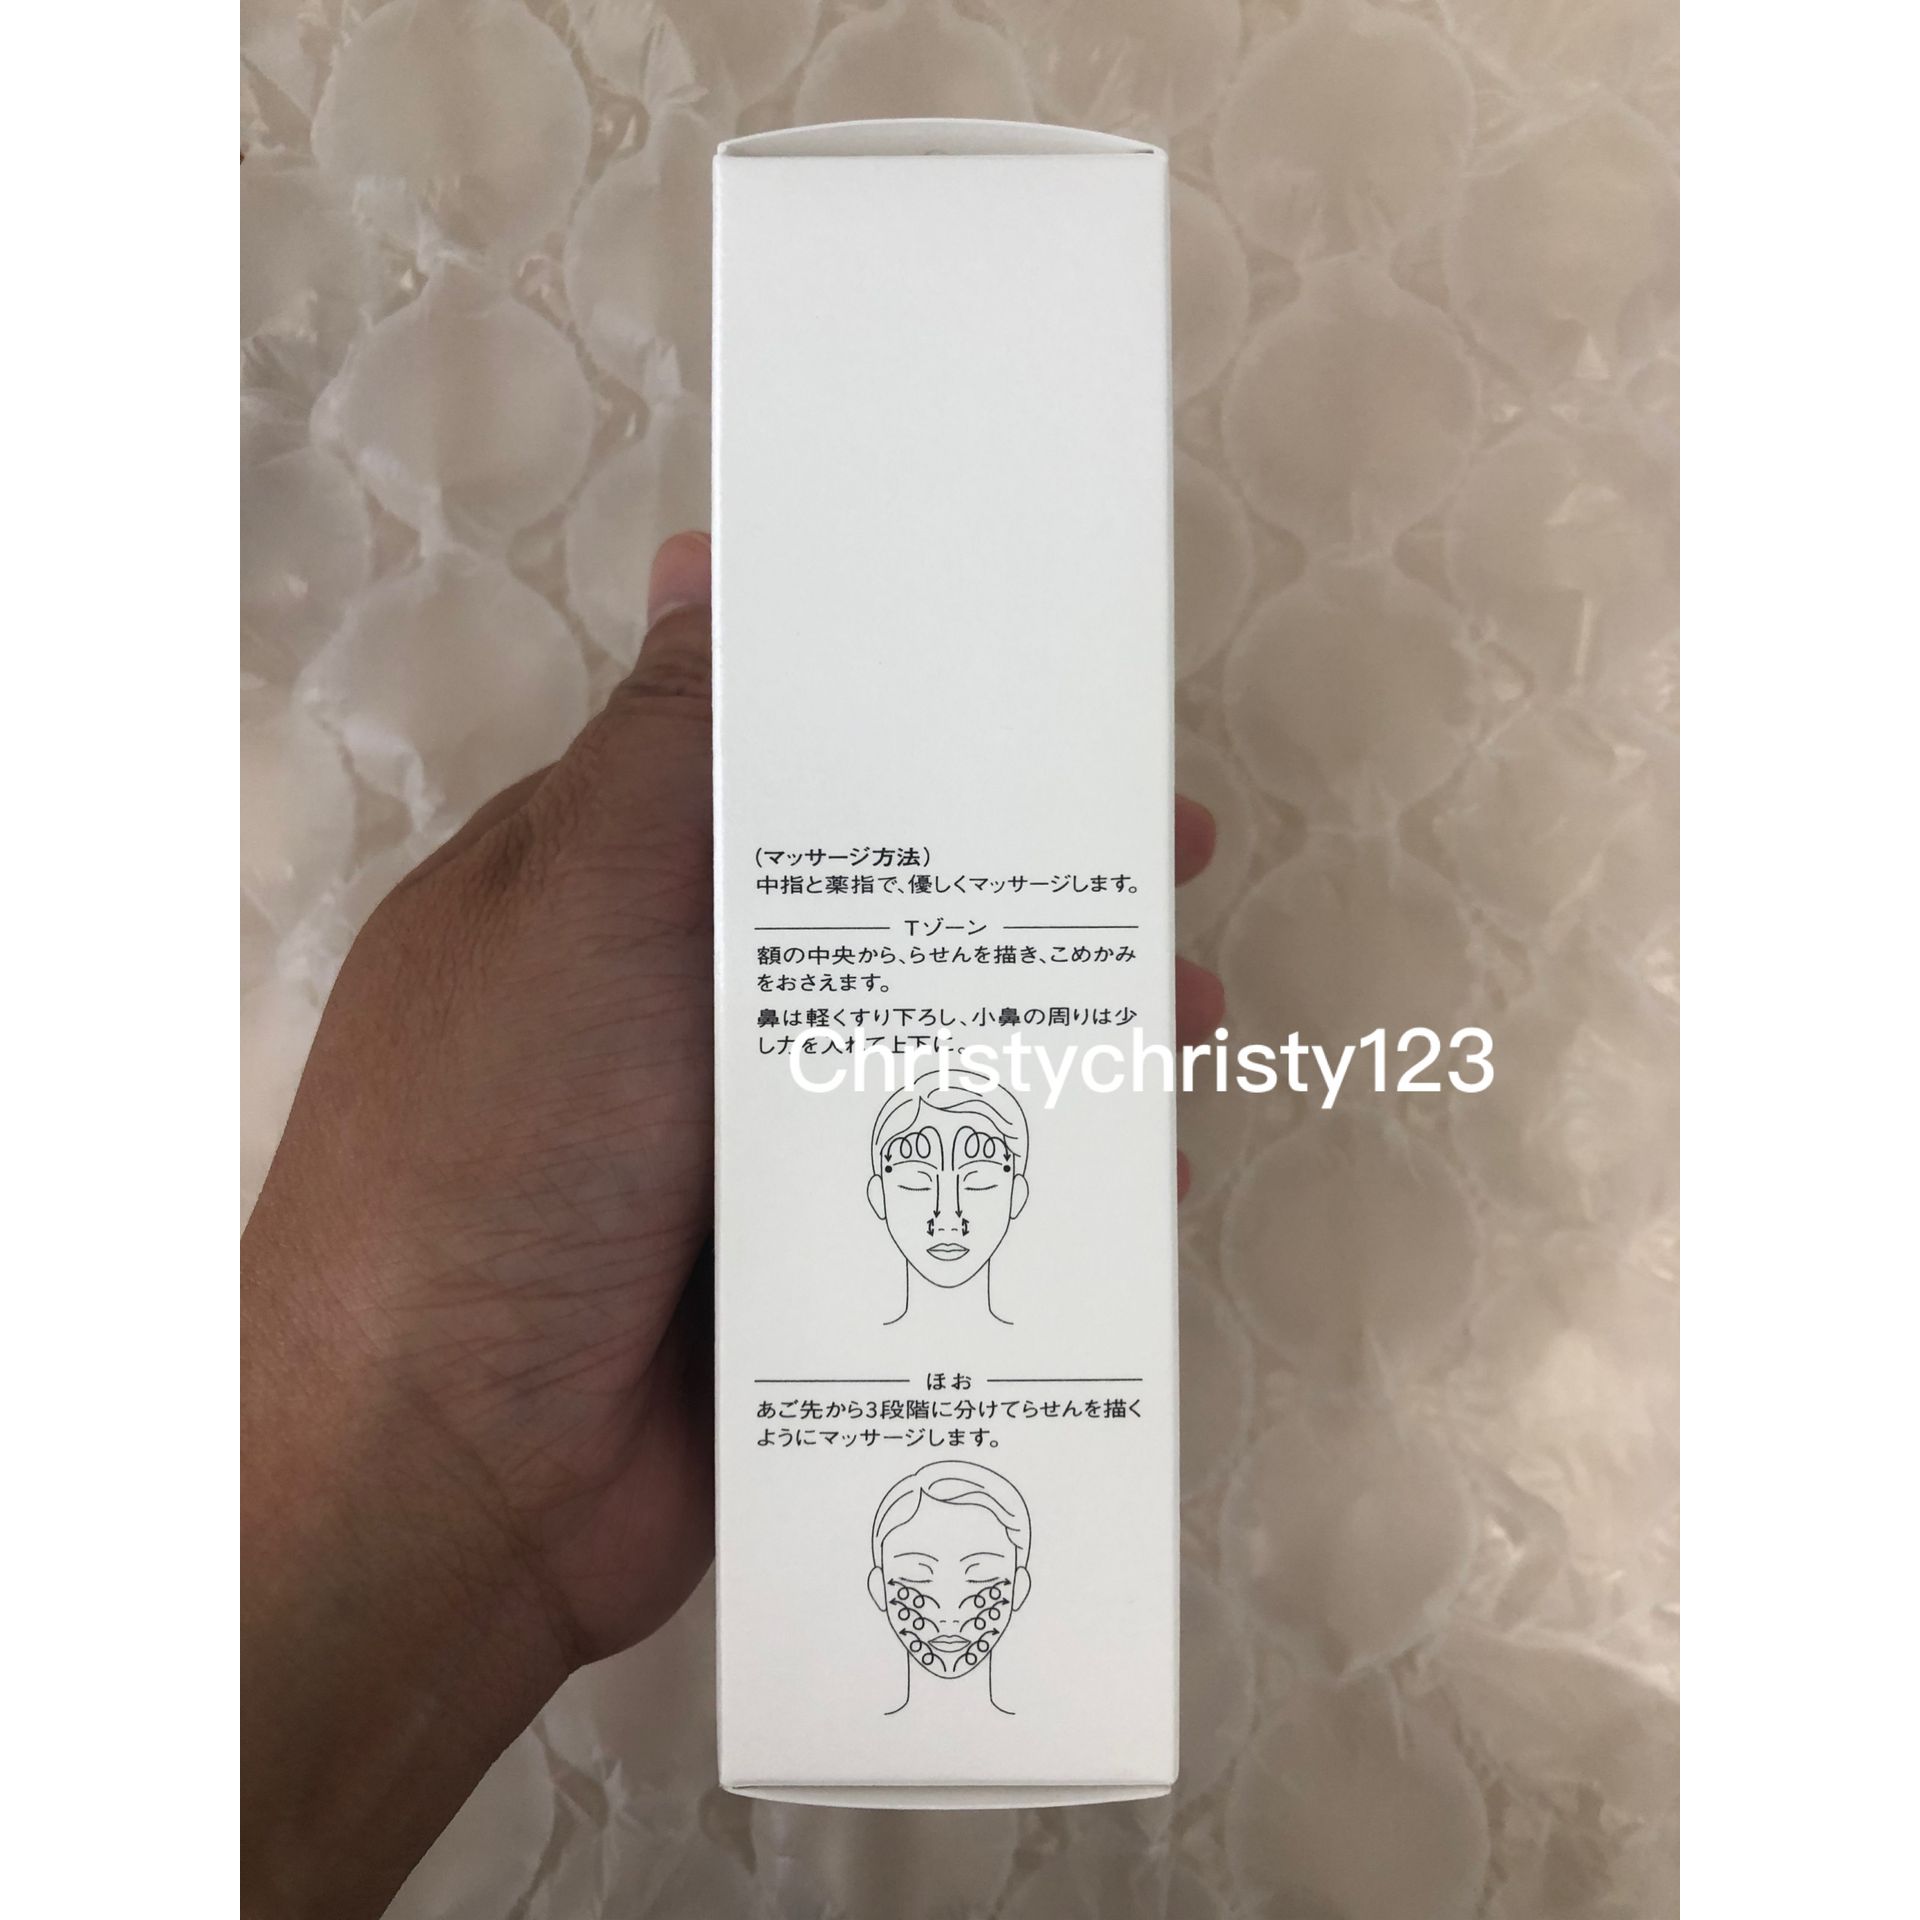 (マッサージ方法)
中指と薬指で、優しくマッサージします。
Tゾーン
額の中央から、らせんを描き、こめかみ
をおさえます。
鼻は軽くすり下ろし、小鼻の周りは少
し力を入れて上下に。
Christychristy123
ほお
あご先から3段階に分けてらせんを描く
ようにマッサージします。